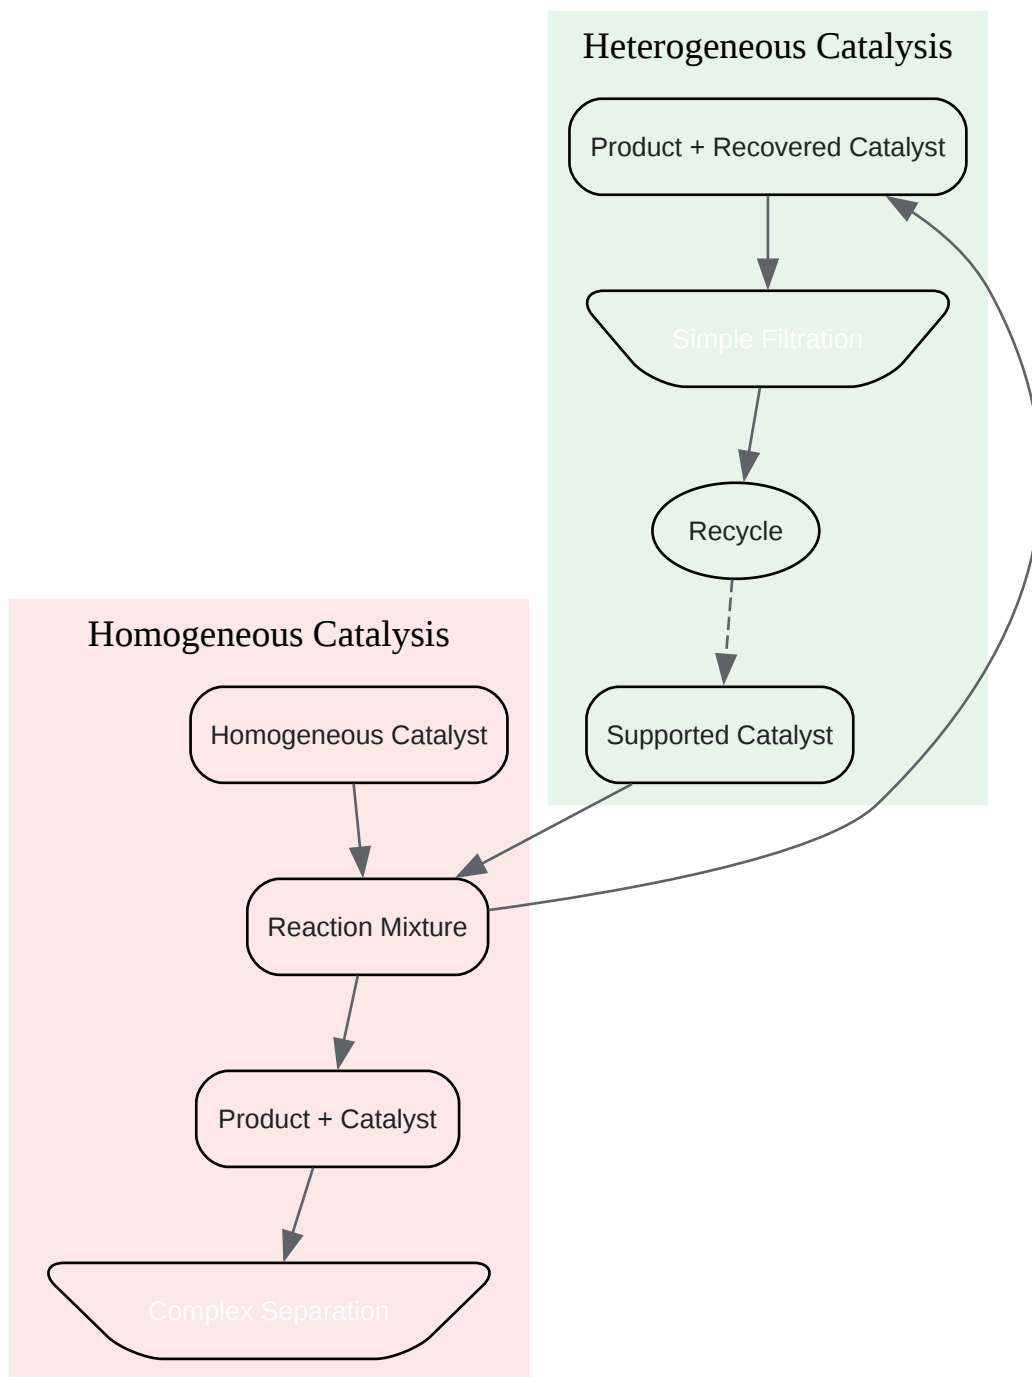 Heterogeneous Catalysis
Product + Recovered Catalyst
Simple Filtration
Recycle
Supported Catalyst
Homogeneous Catalysis
Homogeneous Catalyst
Reaction Mixture
Product + Catalyst
Complex Separation